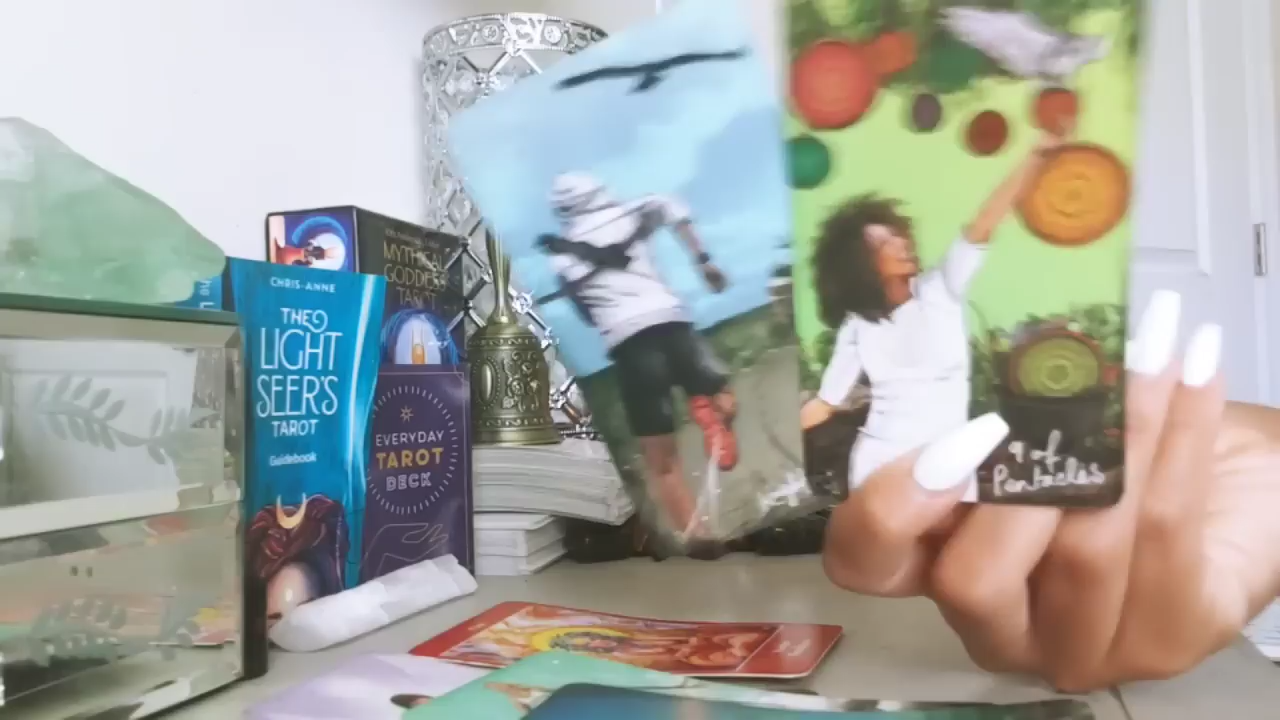 CHRIS-ANNE
THE
LIGHT
SEER'S
TAROT
Guidebook
MYTHICAL
GODDESS
TAROT
EVERYDAY
TAROT
DECK
9 of
Pentacles